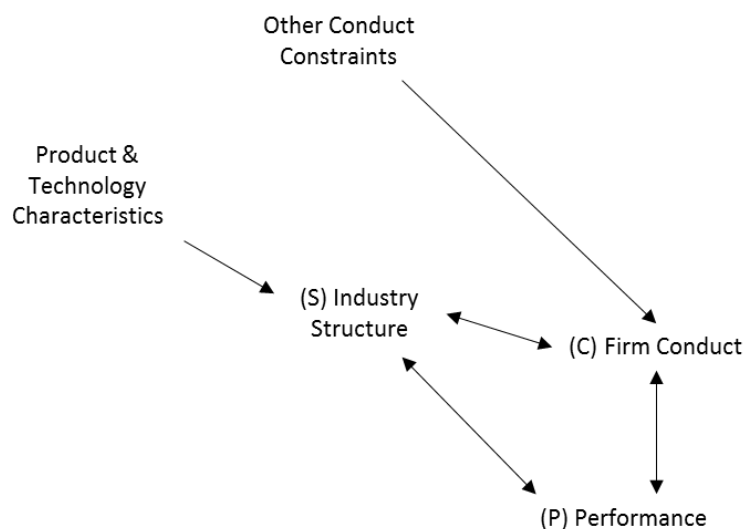 Other Conduct
Constraints
Product &
Technology
Characteristics
(S) Industry
Structure
(C) Firm Conduct
(P) Performance